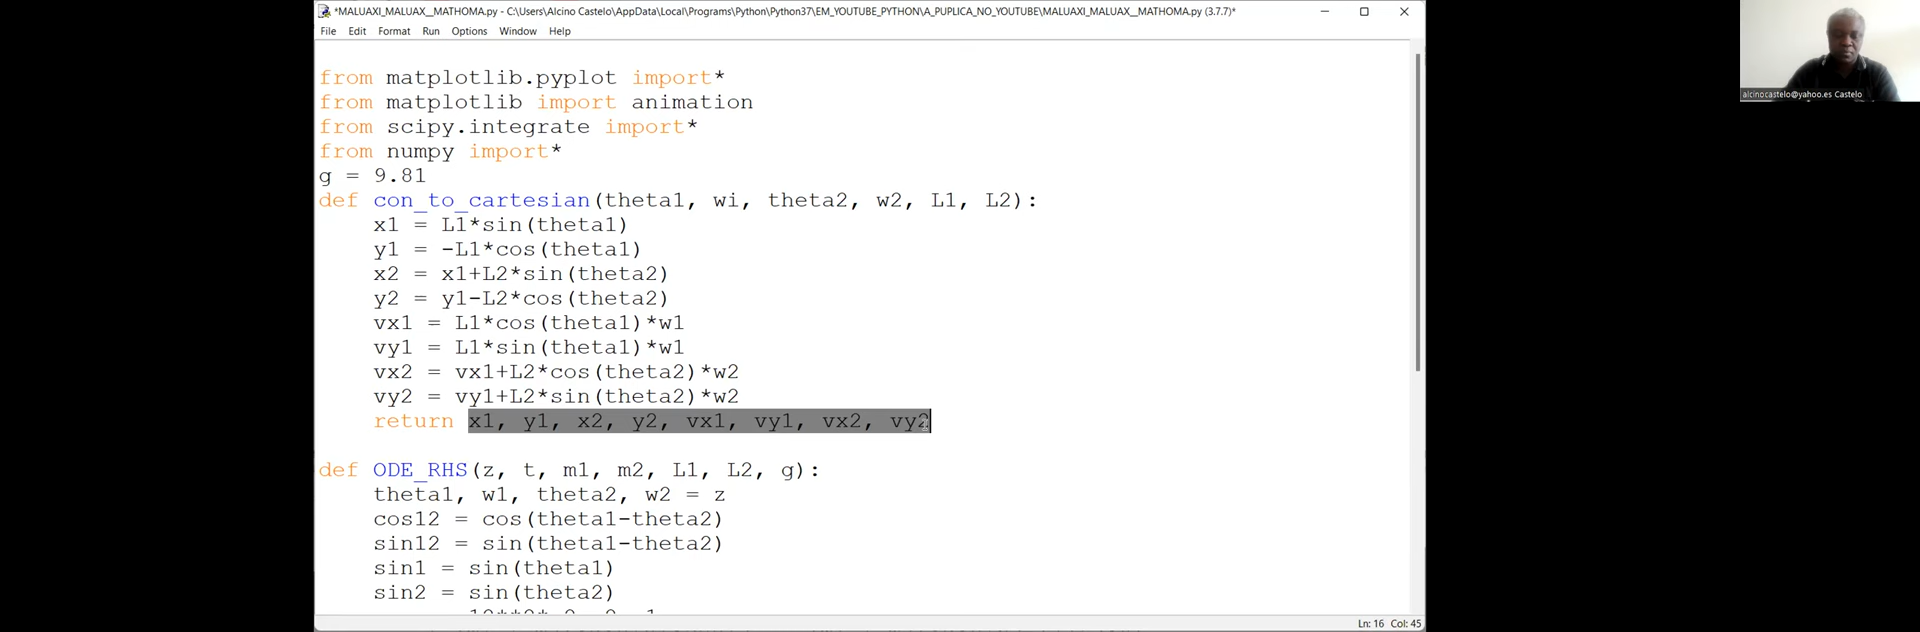 *MALUAXI_MALUAX__MATHOMA.py - C:\Users\Alcino Castelo\AppData\Local\Programs\Python\Python37\EM_YOUTUBE_PYTHON\A_PUPLICA_NO_YOUTUBE\MALUAXI_MALUAX__MATHOMA.py (3.7.7)*
File Edit Format Run Options Window Help
from matplotlib.pyplot import*
from matplotlib import animation
from scipy.integrate import*
from numpy import*
g = 9.81
def con_to_cartesian(theta1, wi, theta2, w2, L1, L2):
    x1 = L1*sin(theta1)
    y1 = -L1*cos(theta1)
    x2 = x1+L2*sin(theta2)
    y2 = y1-L2*cos(theta2)
    vx1 = L1*cos(theta1)*w1
    vy1 = L1*sin(theta1)*w1
    vx2 = vx1+L2*cos(theta2)*w2
    vy2 = vy1+L2*sin(theta2)*w2
    return x1, y1, x2, y2, vx1, vy1, vx2, vy2
def ODE_RHS(z, t, m1, m2, L1, L2, g):
    theta1, w1, theta2, w2 = z
    cos12 = cos(theta1-theta2)
    sin12 = sin(theta1-theta2)
    sin1 = sin(theta1)
    sin2 = sin(theta2)
Ln: 16 Col: 45
alcinocastelo@yahoo.es Castelo